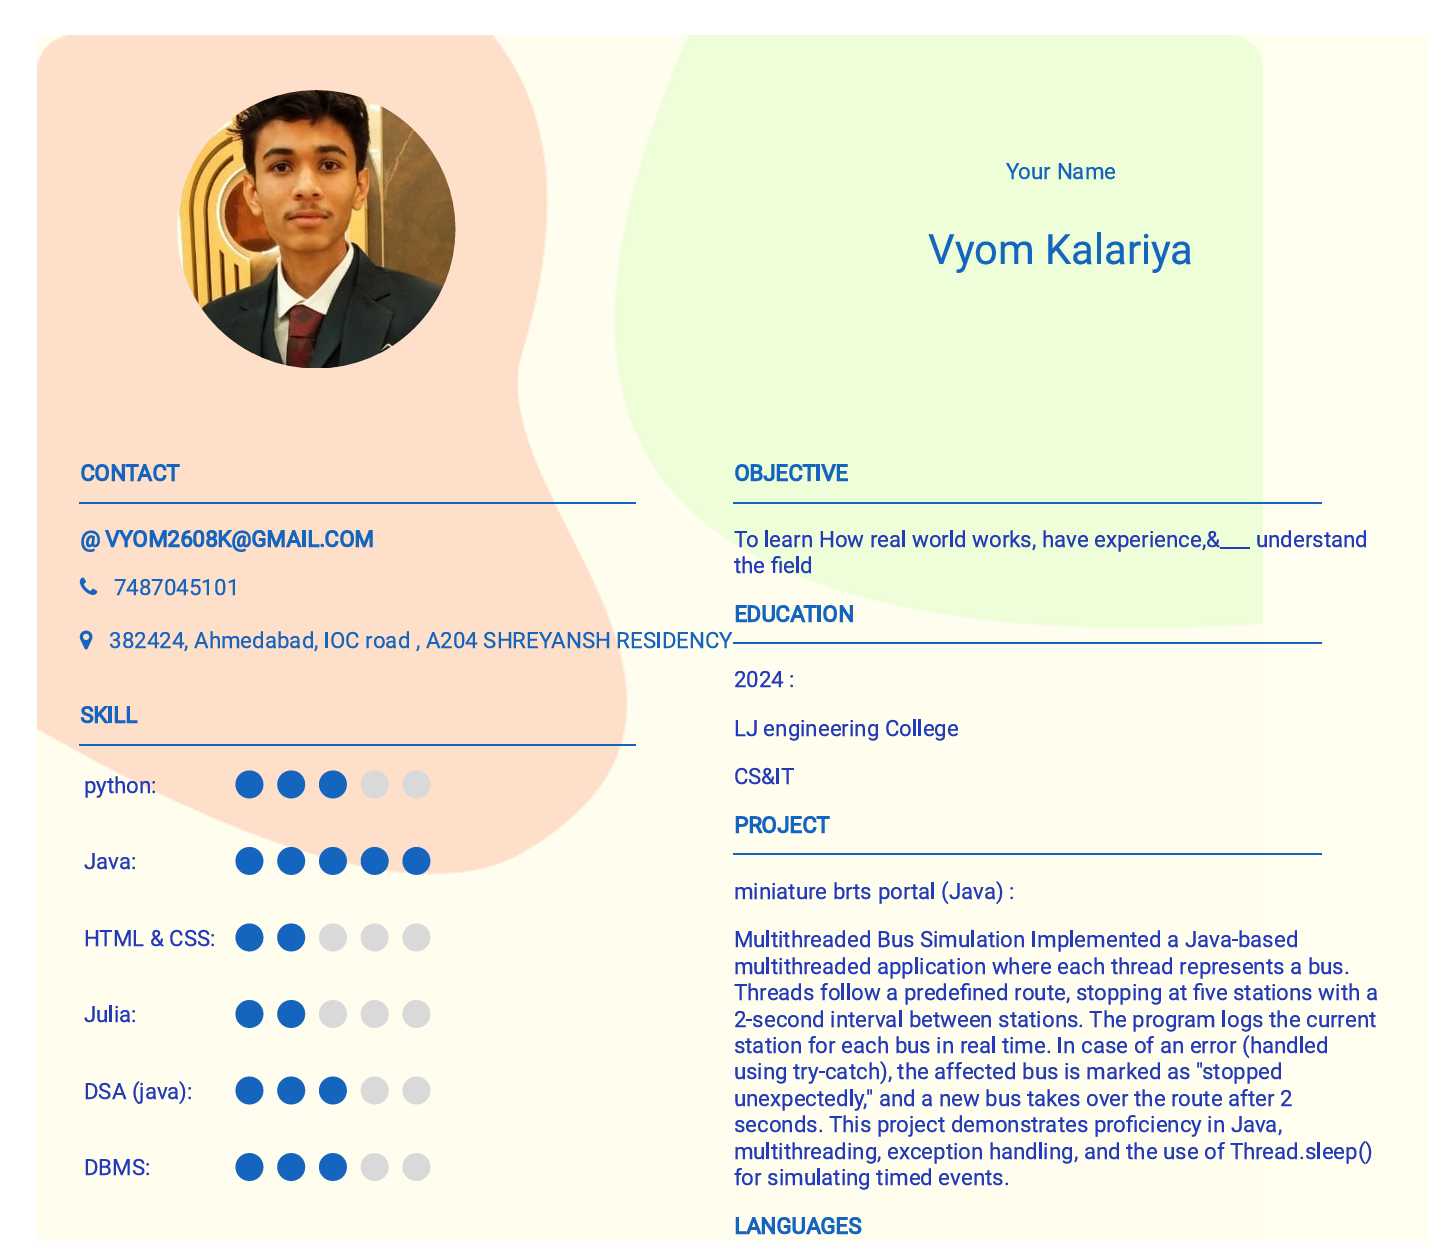 Your Name
Vyom Kalariya
CONTACT
@ VYOM2608K@GMAIL.COM
7487045101
382424, Ahmedabad, IOC road , A204 SHREYANSH RESIDENCY
SKILL
python:
Java:
HTML & CSS:
Julia:
DSA (java):
DBMS:
OBJECTIVE
To learn How real world works, have experience,&___ understand
the field
EDUCATION
2024 :
LJ engineering College
CS&IT
PROJECT
miniature brts portal (Java) :
Multithreaded Bus Simulation Implemented a Java-based
multithreaded application where each thread represents a bus.
Threads follow a predefined route, stopping at five stations with a
2-second interval between stations. The program logs the current
station for each bus in real time. In case of an error (handled
using try-catch), the affected bus is marked as "stopped
unexpectedly," and a new bus takes over the route after 2
seconds. This project demonstrates proficiency in Java,
multithreading, exception handling, and the use of Thread.sleep()
for simulating timed events.
LANGUAGES